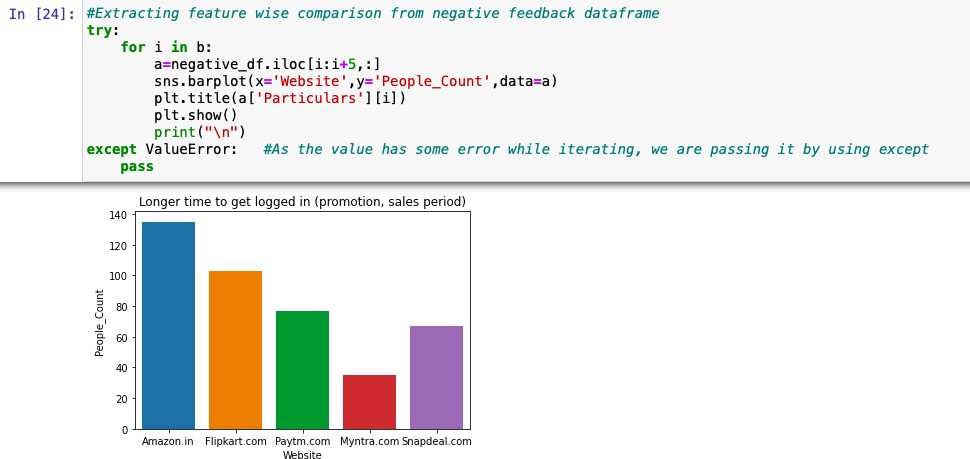 In [24]: #Extracting feature wise comparison from negative feedback dataframe
try:
    for i in b:
        a=negative_df.iloc[i:i+5,:]
        sns.barplot(x='Website',y='People_Count',data=a)
        plt.title(a['Particulars'][i])
        plt.show()
        print("\n")
except ValueError:   #As the value has some error while iterating, we are passing it by using except
    pass
Longer time to get logged in (promotion, sales period)
140
120
100
80
60
40
20
0
People_Count
Amazon.in Flipkart.com Paytm.com Myntra.com Snapdeal.com
Website